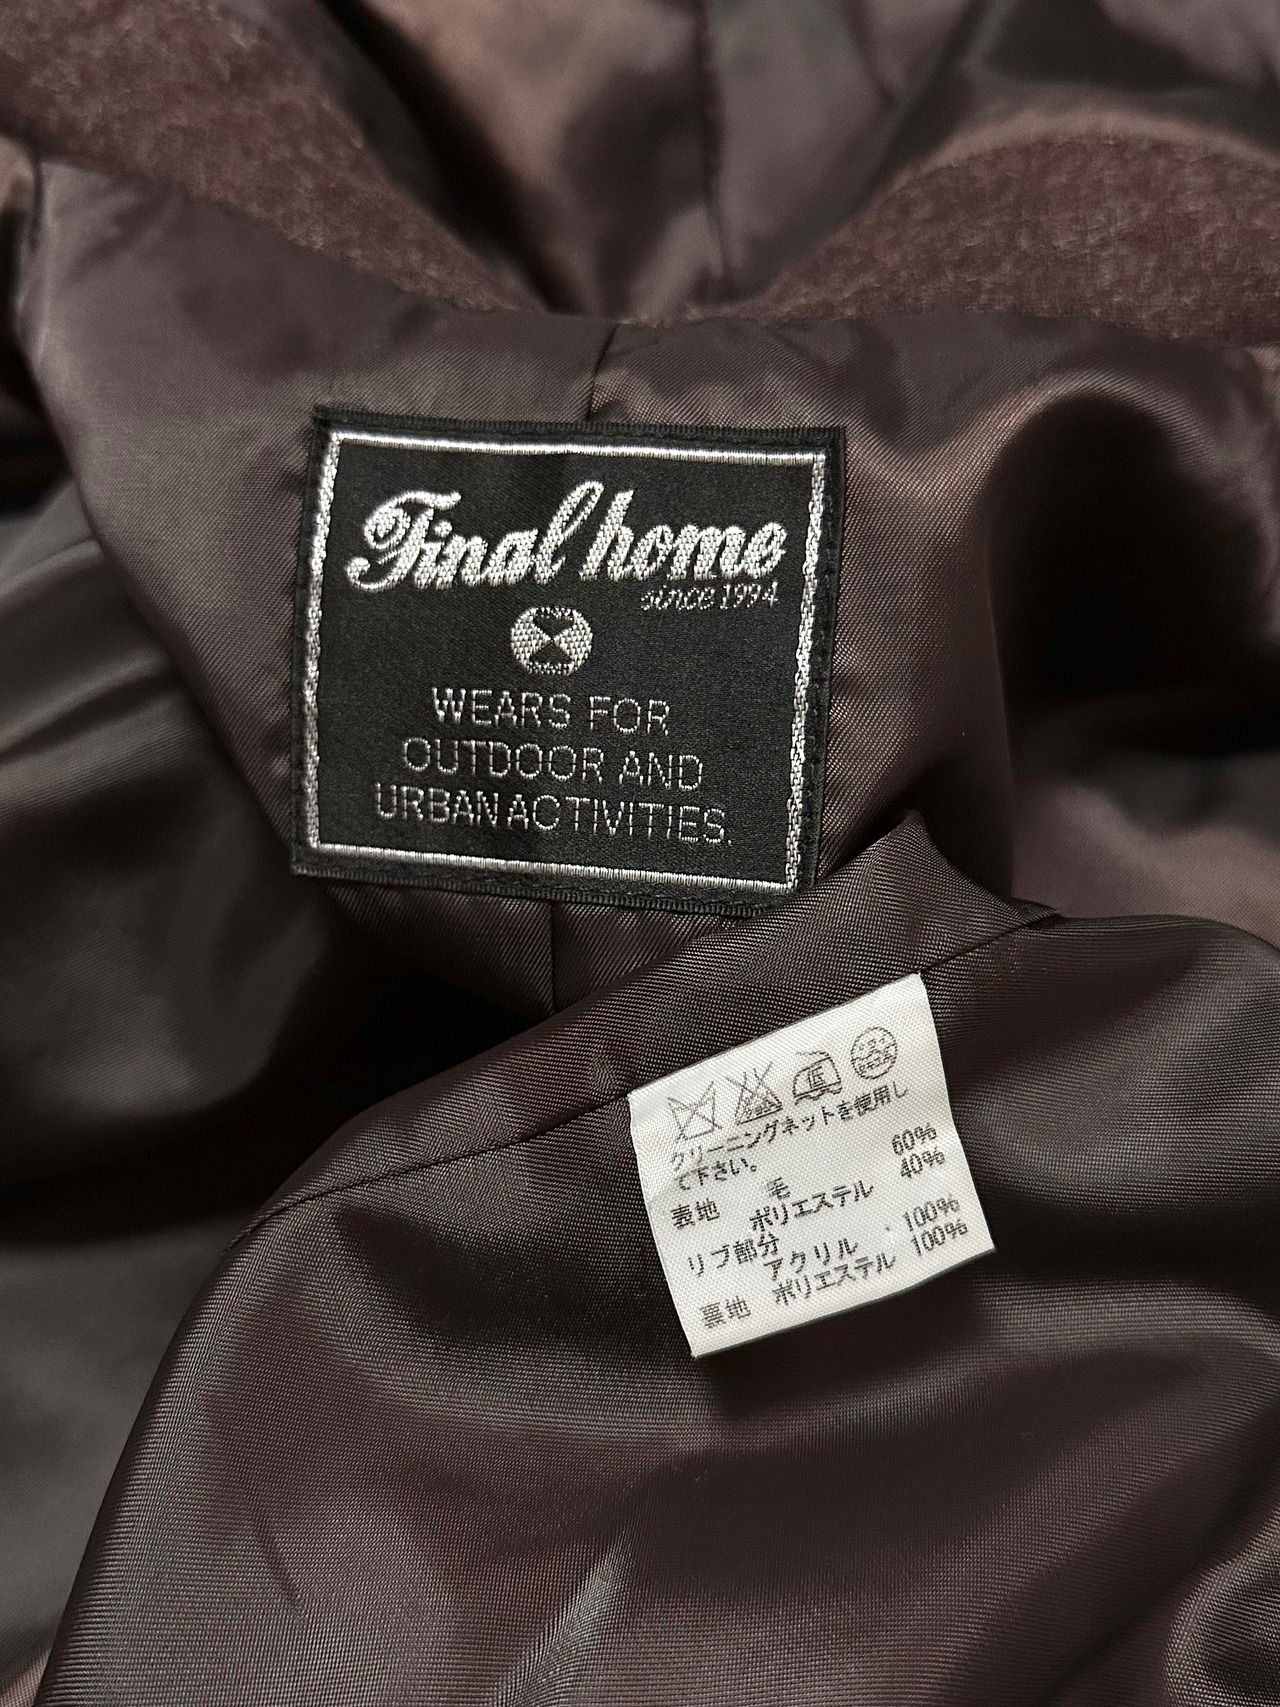 Final home
since 1994
WEARS FOR
OUTDOOR AND
URBAN ACTIVITIES.
クリーニングネットを使用し
て下さい。
表地 毛 60%
ポリエステル 40%
リブ部分
アクリル 100%
裏地 ポリエステル 100%